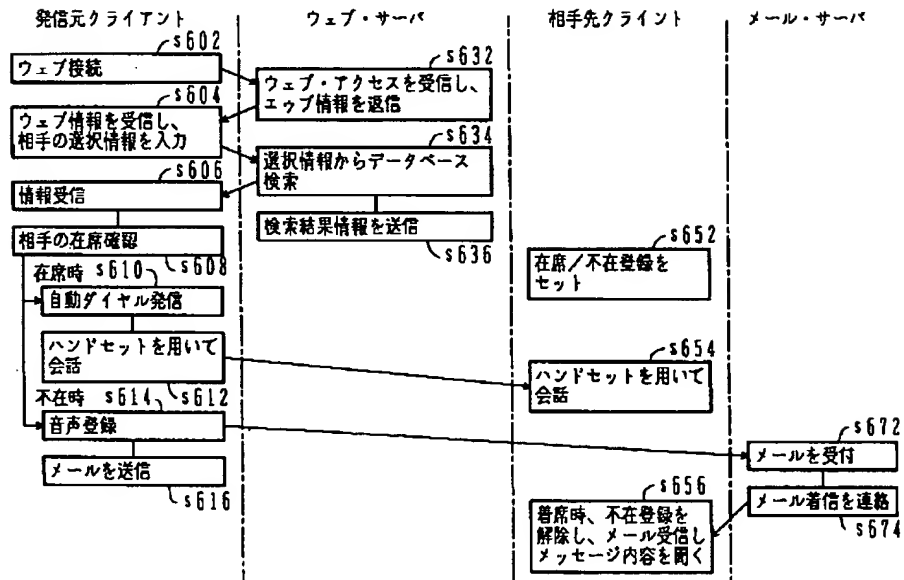 発信元クライアント
ウェブ・サーバ
相手先クライント
メール・サーバ
s602
ウェブ接続
s632
ウェブ・アクセスを受信し、
エゥブ情報を返信
s604
ウェブ情報を受信し、
相手の選択情報を入力
s634
選択情報からデータベース
検索
s606
情報受信
検索結果情報を送信
s636
相手の在席確認
s608
s652
在席/不在登録を
セット
在席時 s610
自動ダイヤル発信
ハンドセットを用いて
会話
s612
s654
ハンドセットを用いて
会話
不在時 s614
音声登録
s672
メールを受付
メールを送信
s616
s656
着席時、不在登録を
解除し、メール受信し
メッセージ内容を聞く
メール着信を連絡
s674